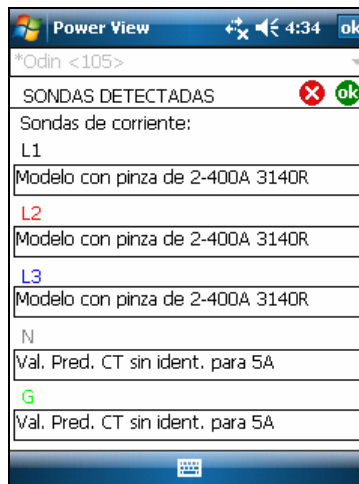 Power View 4:34 ok
*Odin <105>
SONDAS DETECTADAS ok
Sondas de corriente:
L1
Modelo con pinza de 2-400A 3140R
L2
Modelo con pinza de 2-400A 3140R
L3
Modelo con pinza de 2-400A 3140R
N
Val. Pred. CT sin ident. para 5A
G
Val. Pred. CT sin ident. para 5A